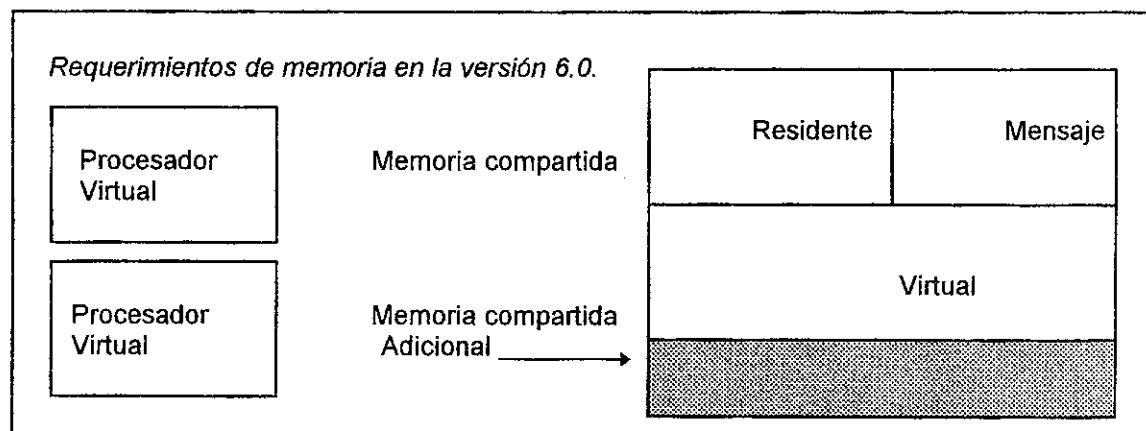 Requerimientos de memoria en la versión 6.0.
Procesador
Virtual
Memoria compartida
Residente
Mensaje
Virtual
Procesador
Virtual
Memoria compartida
Adicional